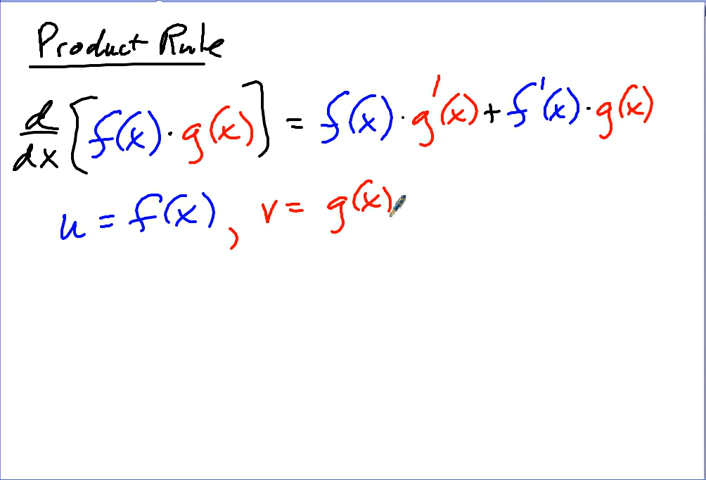 Product Rule
d/dx [f(x) · g(x)] = f(x) · g'(x) + f'(x) · g(x)
u = f(x), v = g(x)